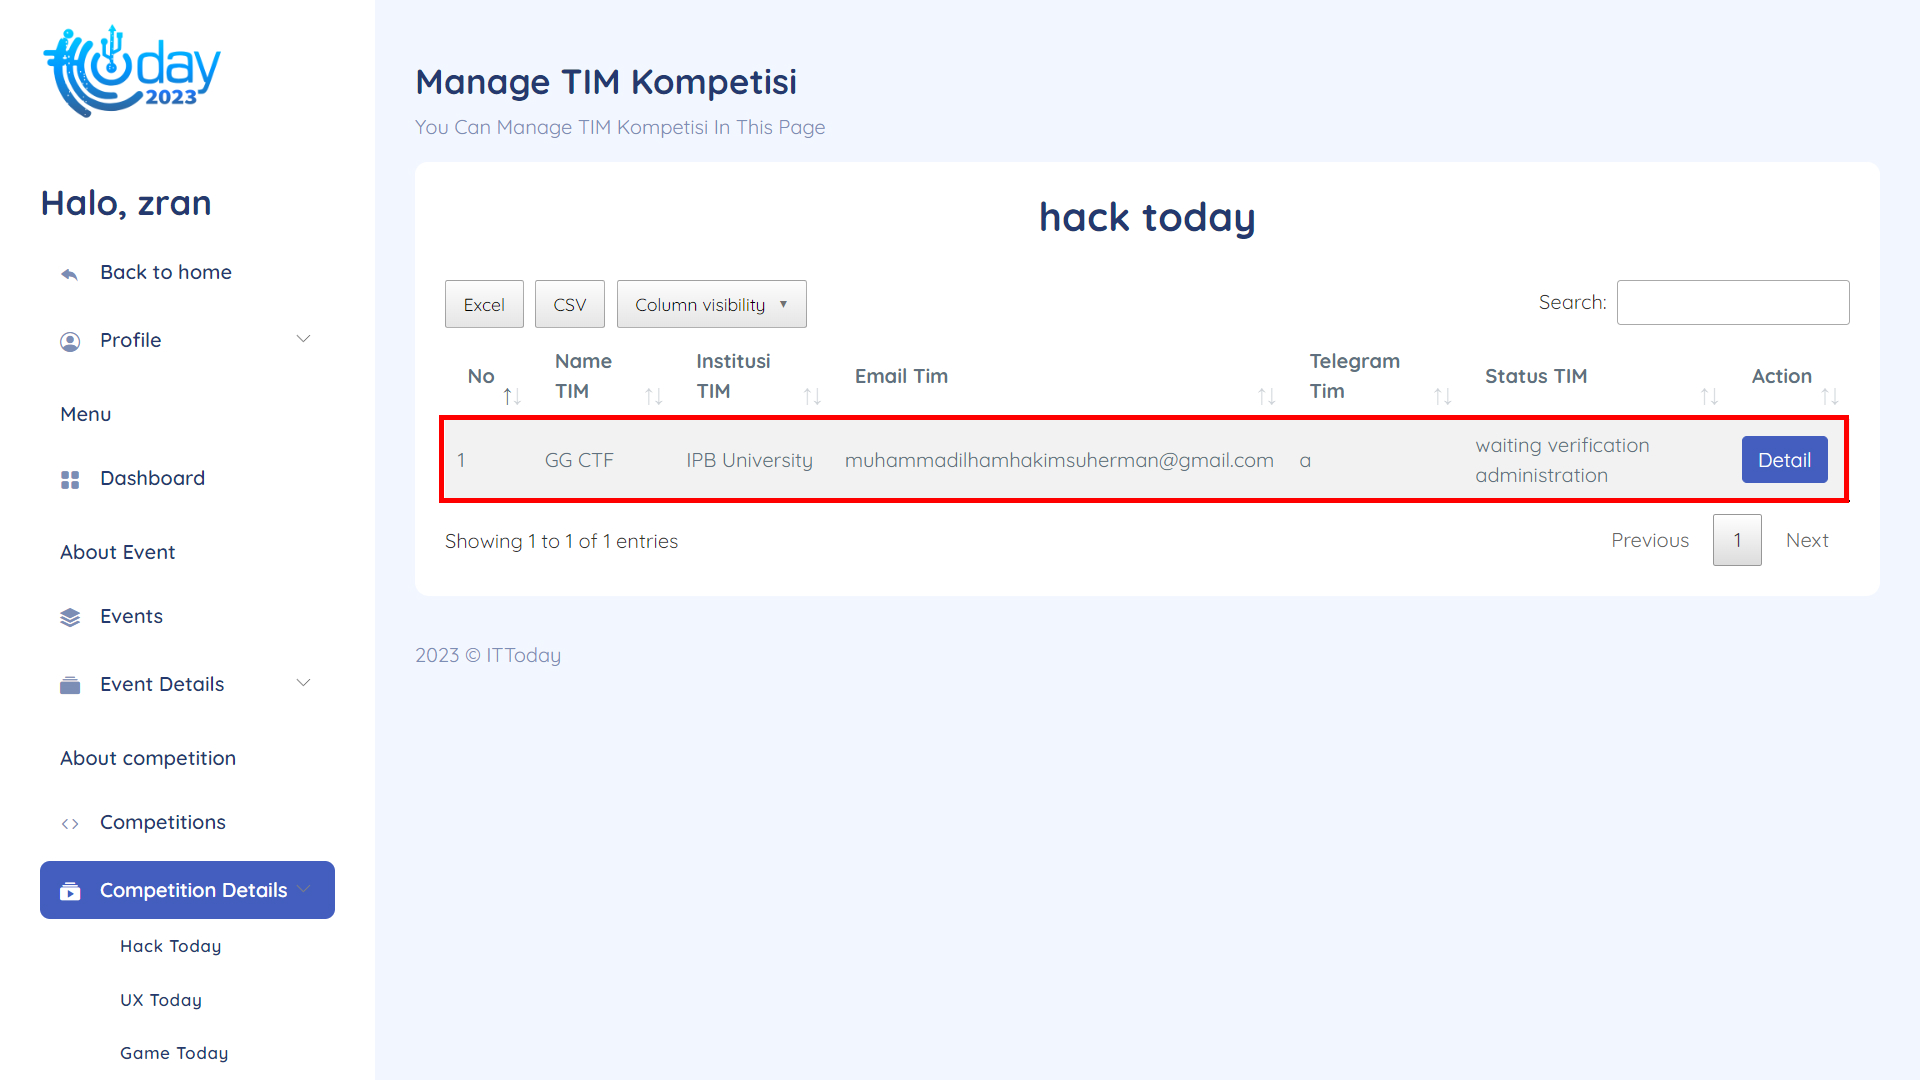 today
2023
Halo, zran
Back to home
Profile
Menu
Dashboard
About Event
Events
Event Details
About competition
Competitions
Competition Details
Hack Today
UX Today
Game Today
Manage TIM Kompetisi
You Can Manage TIM Kompetisi In This Page
hack today
Excel CSV Column visibility ▼ Search:
No Name TIM Institusi TIM Email Tim Telegram Tim Status TIM Action
1 GG CTF IPB University muhammadilhamhakimsuherman@gmail.com a waiting verification administration Detail
Showing 1 to 1 of 1 entries Previous 1 Next
2023 © ITToday